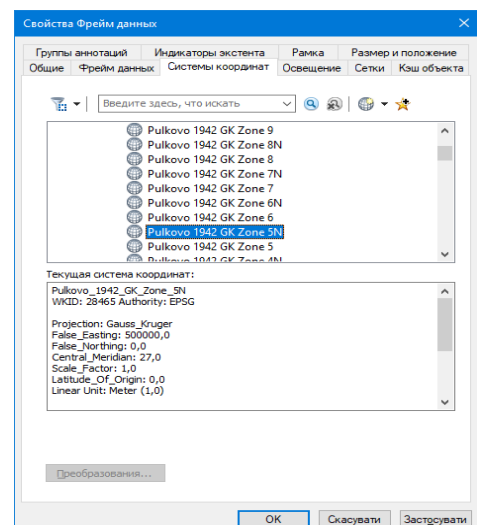 Свойства Фрейм данных
Группы аннотаций Индикаторы экстента Рамка Размер и положение
Общие Фрейм данных Системы координат Освещение Сетки Кэш объекта
Введите здесь, что искать
Pulkovo 1942 GK Zone 9
Pulkovo 1942 GK Zone 8N
Pulkovo 1942 GK Zone 8
Pulkovo 1942 GK Zone 7N
Pulkovo 1942 GK Zone 7
Pulkovo 1942 GK Zone 6N
Pulkovo 1942 GK Zone 6
Pulkovo 1942 GK Zone 5N
Pulkovo 1942 GK Zone 5
Pulkovo 1942 GK Zone 4N
Текущая система координат:
Pulkovo_1942_GK_Zone_5N
WKID: 28465 Authority: EPSG
Projection: Gauss_Kruger
False_Easting: 500000,0
False_Northing: 0,0
Central_Meridian: 27,0
Scale_Factor: 1,0
Latitude_Of_Origin: 0,0
Linear Unit: Meter (1,0)
Преобразования...
OK Скасувати Застосувати